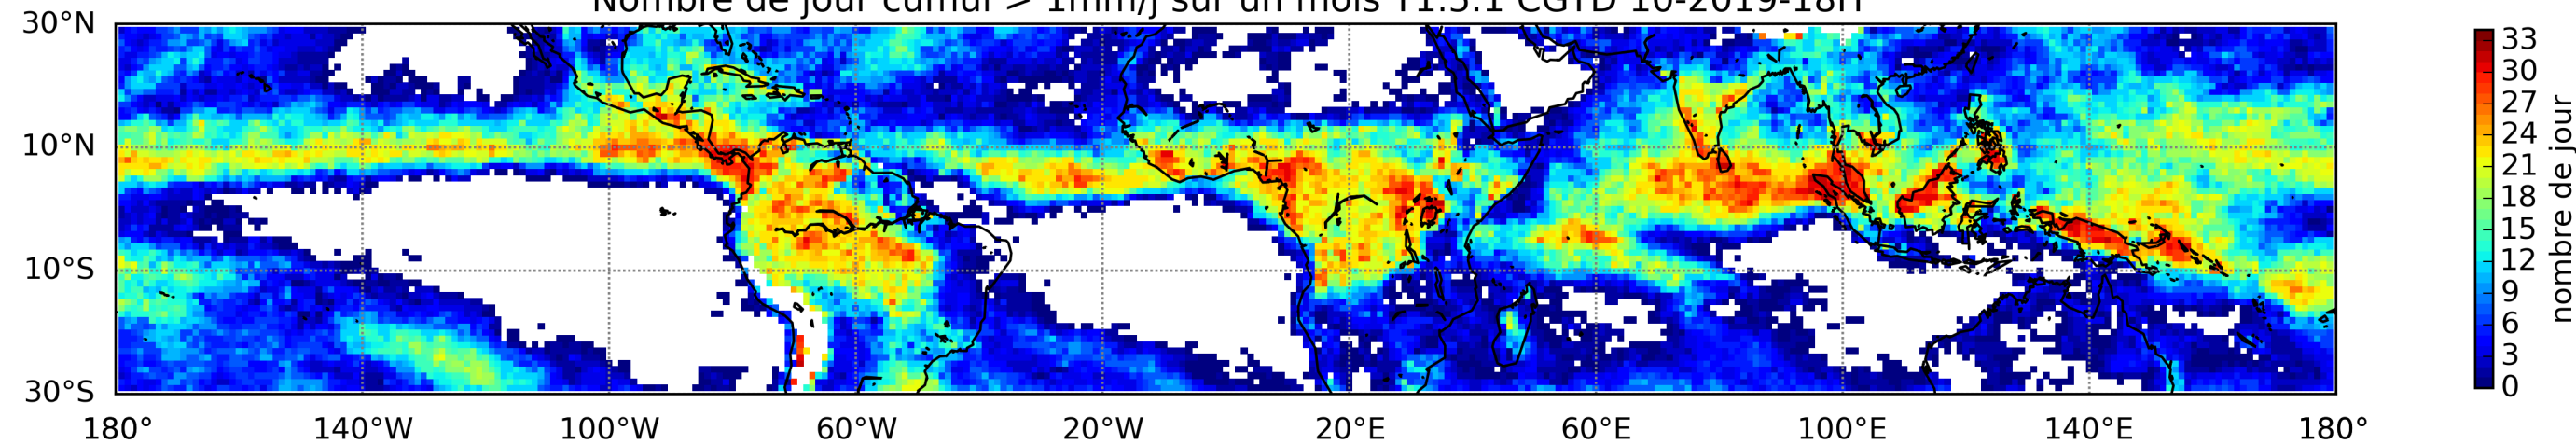 Nombre de jour cumul > 1mm/j sur un mois T1.5.1 CGTD 10-2019-18H
30°N
10°N
10°S
30°S
180° 140°W 100°W 60°W 20°W 20°E 60°E 100°E 140°E 180°
33
30
27
24
21
18
15
12
9
6
3
0
nombre de jour